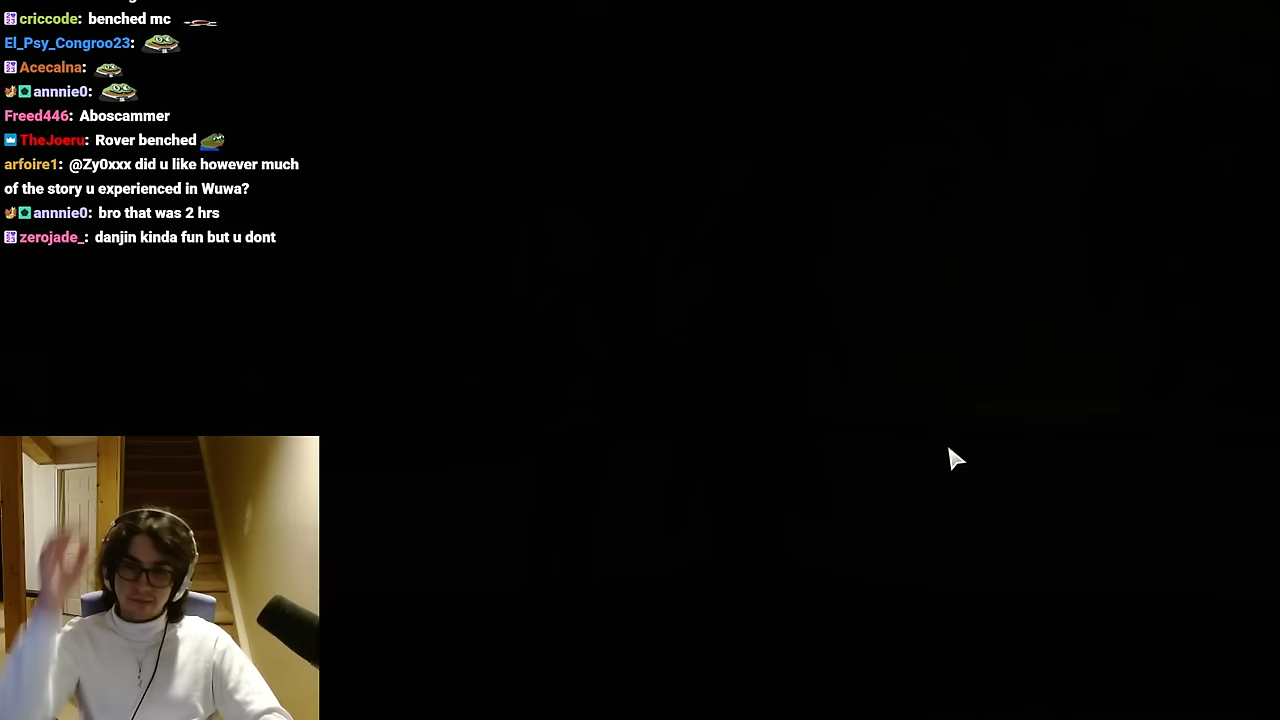 criccode: benched mc
El_Psy_Congroo23:
Acecalna:
annnie0:
Freed446: Aboscammer
TheJoeru: Rover benched
arfoire1: @Zy0xxx did u like however much
of the story u experienced in Wuwa?
annnie0: bro that was 2 hrs
zerojade_: danjin kinda fun but u dont